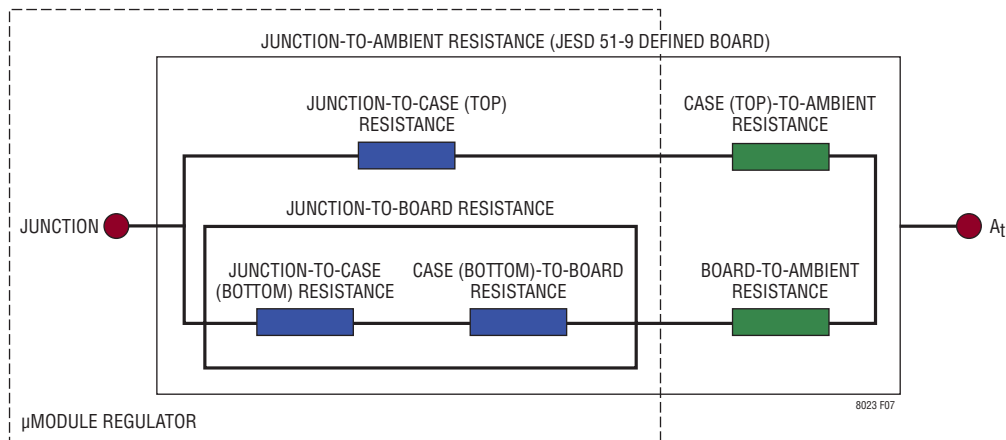 JUNCTION-TO-AMBIENT RESISTANCE (JESD 51-9 DEFINED BOARD)
JUNCTION-TO-CASE (TOP)
RESISTANCE
CASE (TOP)-TO-AMBIENT
RESISTANCE
JUNCTION-TO-BOARD RESISTANCE
JUNCTION
At
JUNCTION-TO-CASE
(BOTTOM) RESISTANCE
CASE (BOTTOM)-TO-BOARD
RESISTANCE
BOARD-TO-AMBIENT
RESISTANCE
8023 F07
µMODULE REGULATOR